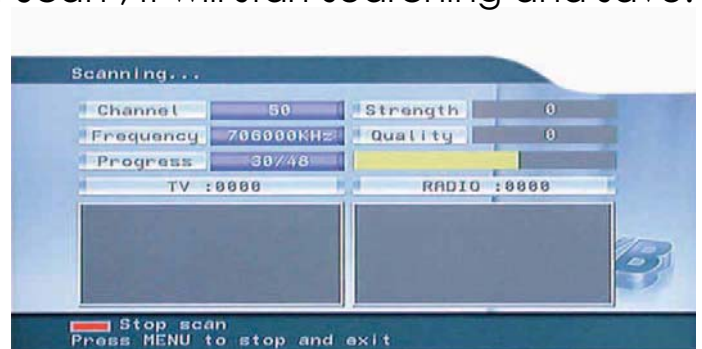 Scanning...
Channel 50 Strength 0
Frequency 706000KHz Quality 0
Progress 30/48
TV :0000 RADIO :0000
Stop scan
Press MENU to stop and exit